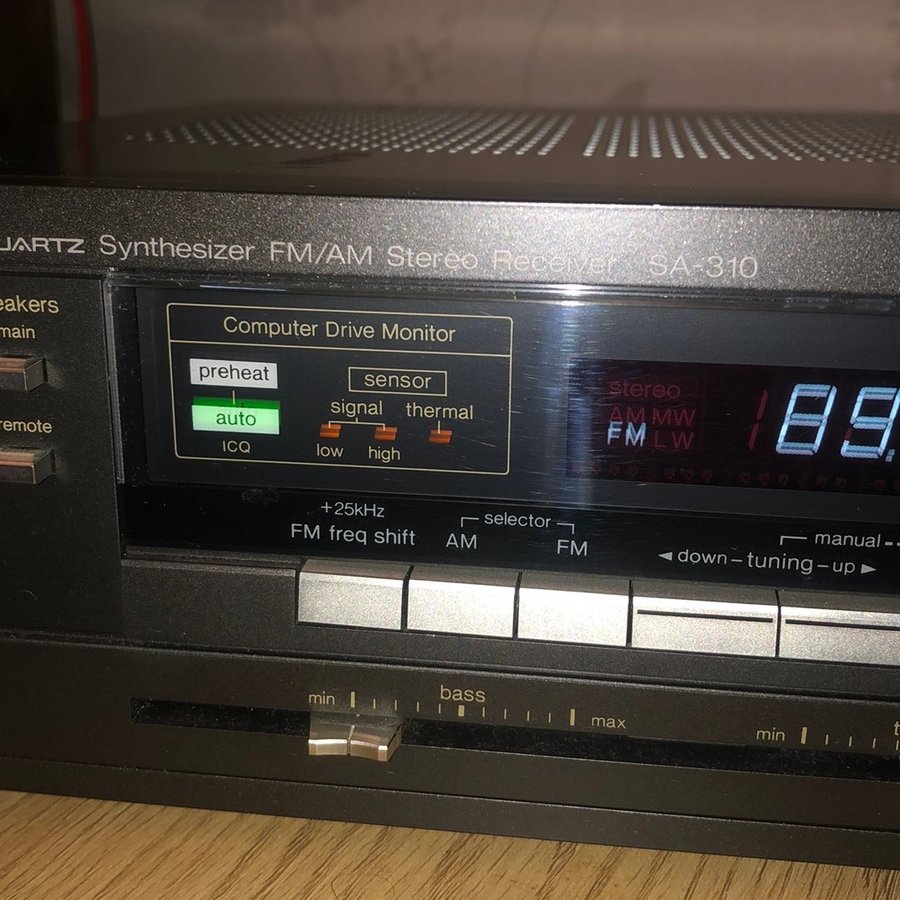 UARTZ Synthesizer FM/AM Stereo Receiver SA-310
eakers
main
remote
Computer Drive Monitor
preheat
auto
ICQ
sensor
signal thermal
low high
stereo
AM MW
FM LW
189.
+25kHz
FM freq shift
selector
AM FM
manual
◄ down – tuning – up ►
min bass max
min t